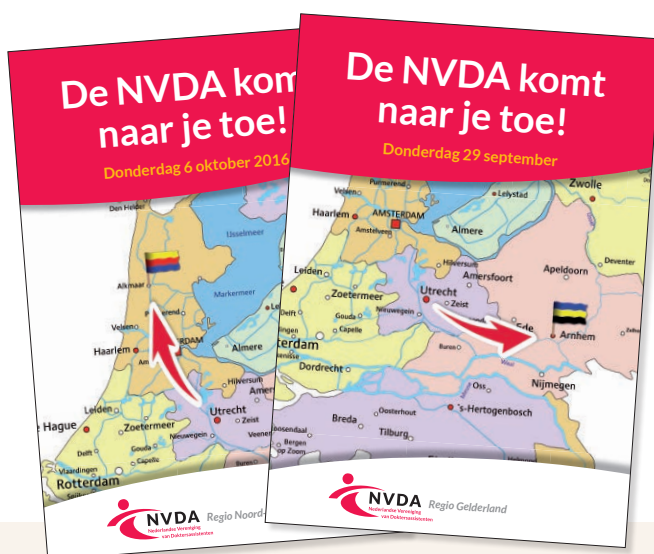 De NVDA kom
naar je toe!
Donderdag 6 oktober 2016
Den Helder
IJsselmeer
Alkmaar
Markermeer
Velsen
Haarlem
Almere
Hilversum
Leiden
Utrecht
Zeist
Zoetermeer
Nieuwegein
Delft
Gouda
Capelle
Vlaardingen
Rotterdam
NVDA
Nederlandse Vereniging
van Doktersassistenten
Regio Noord-
De NVDA komt
naar je toe!
Donderdag 29 september
Purmerend
Zwolle
Velsen
Lelystad
Haarlem
AMSTERDAM
Amstelveen
Almere
Hilversum
Deventer
Leiden
Amersfoort
Apeldoorn
Zoetermeer
Utrecht
Zeist
Delft
Nieuwegein
Gouda
Capelle
Ede
Arnhem
Buren
Dordrecht
Nijmegen
Oss
's-Hertogenbosch
Oosterhout
Breda
Tilburg
Bergen
op Zoom
NVDA
Nederlandse Vereniging
van Doktersassistenten
Regio Gelderland